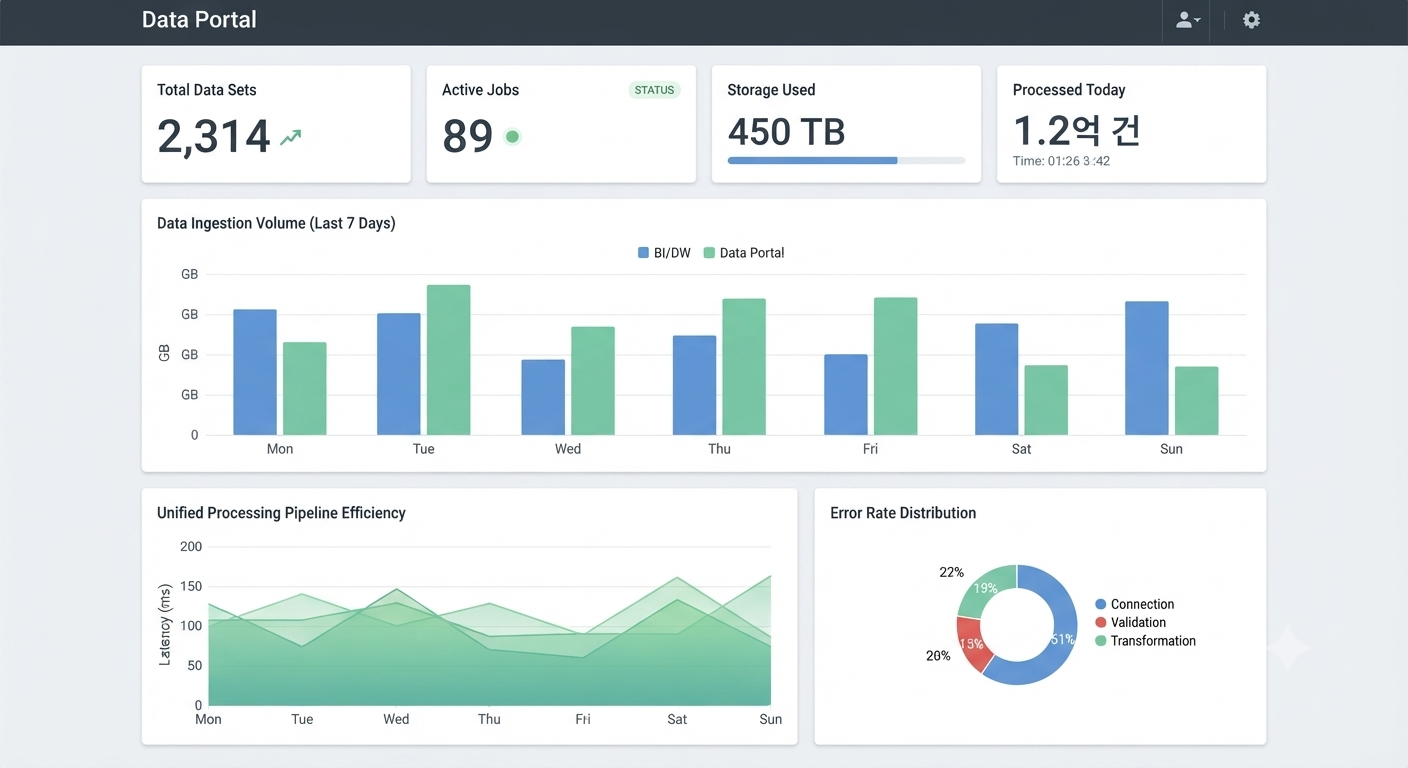 Data Portal
Total Data Sets
2,314
Active Jobs
STATUS
89
Storage Used
450 TB
Processed Today
1.2억 건
Time: 01:26 3:42
Data Ingestion Volume (Last 7 Days)
BI/DW
Data Portal
GB
GB
GB
GB
GB
0
Mon
Tue
Wed
Thu
Fri
Sat
Sun
Unified Processing Pipeline Efficiency
Latency (ms)
200
150
100
50
0
Mon
Tue
Wed
Thu
Fri
Sat
Sun
Error Rate Distribution
22%
19%
20%
13%
51%
Connection
Validation
Transformation